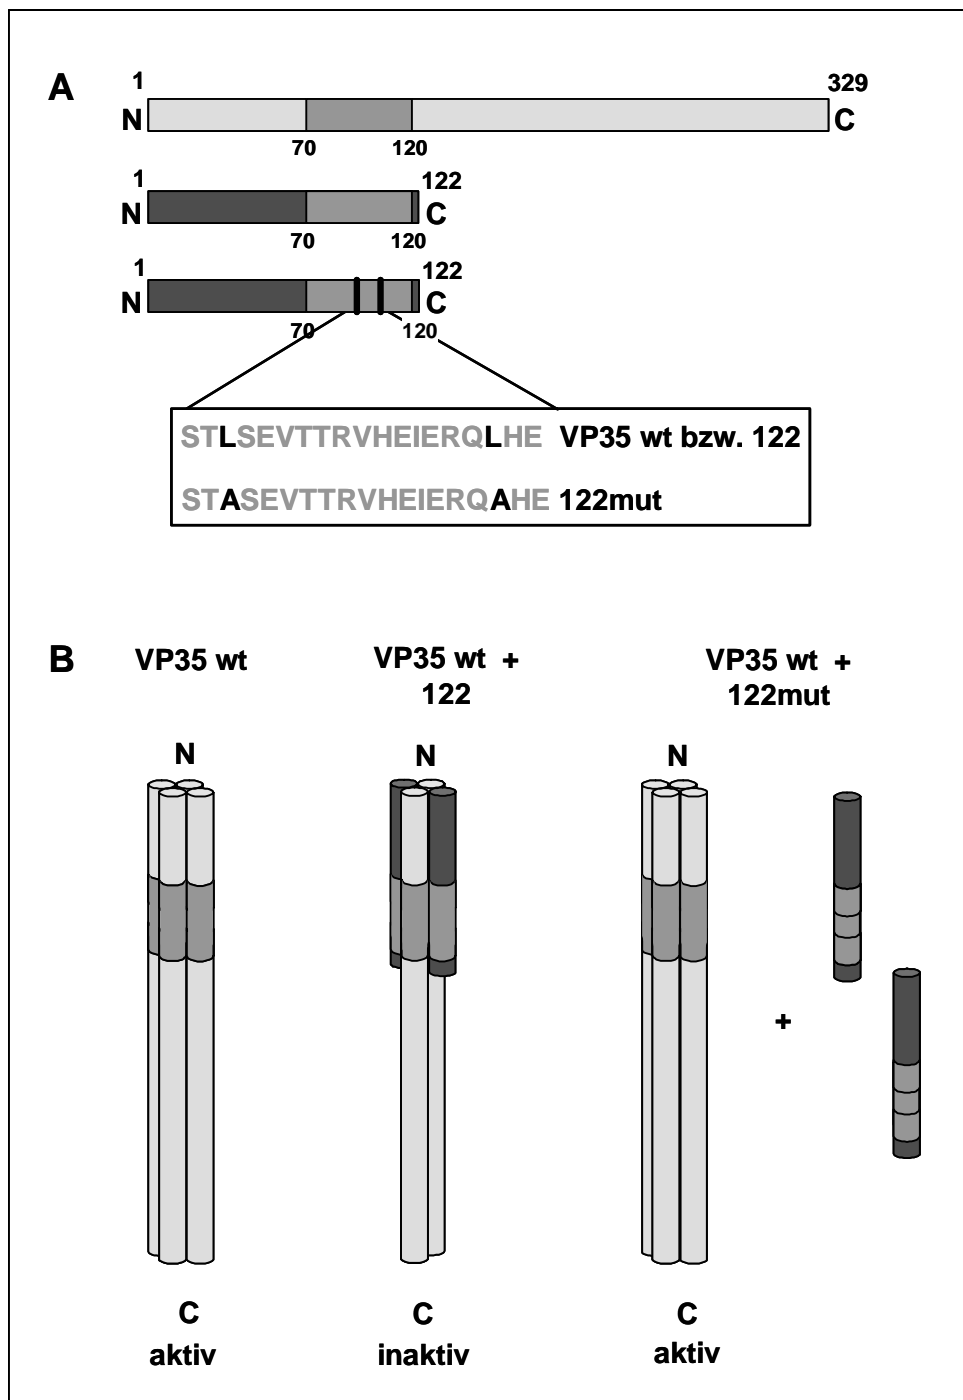 A
1
329
N
C
70
120
1
122
N
C
70
120
1
122
N
C
70
120
STLSEVTTRVHEIERQLHE VP35 wt bzw. 122
STASEVTTRVHEIERQAHE 122mut
B
VP35 wt
VP35 wt +
122
VP35 wt +
122mut
N
N
N
+
C
aktiv
C
inaktiv
C
aktiv